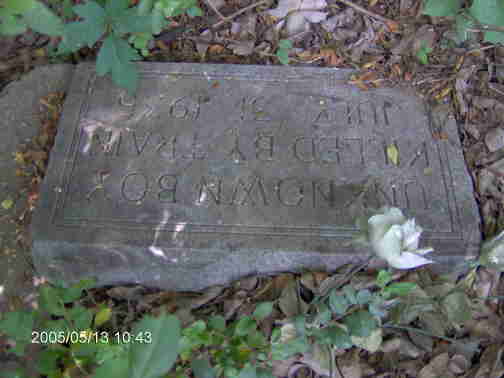 UNKNOWN BOY
KILLED BY TRAIN
JULY 31
2005/05/13 10:43